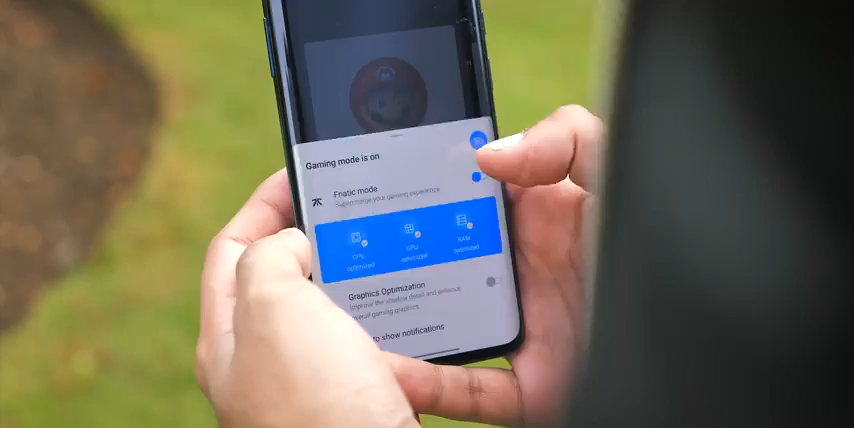 M
Gaming mode is on
Fnatic mode
Supercharge your gaming experience
CPU optimized
GPU optimized
RAM optimized
Graphics Optimization
Improve the shadow detail and enhance
overall gaming graphics.
to show notifications